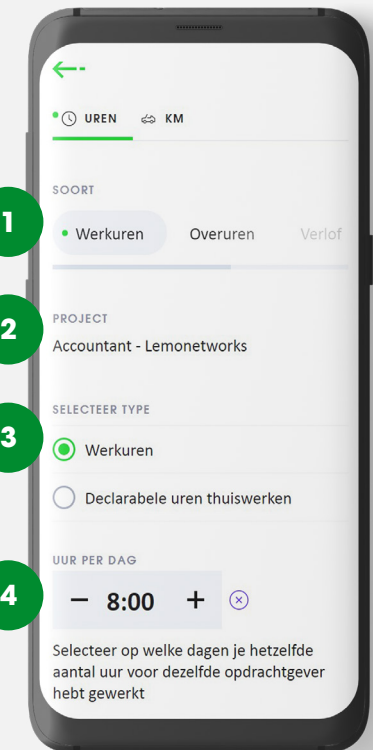 UREN KM
1
SOORT
Werkuren Overuren Verlof
2
PROJECT
Accountant - Lemonetworks
3
SELECTEER TYPE
Werkuren
Declarabele uren thuiswerken
4
UUR PER DAG
− 8:00 +
Selecteer op welke dagen je hetzelfde
aantal uur voor dezelfde opdrachtgever
hebt gewerkt